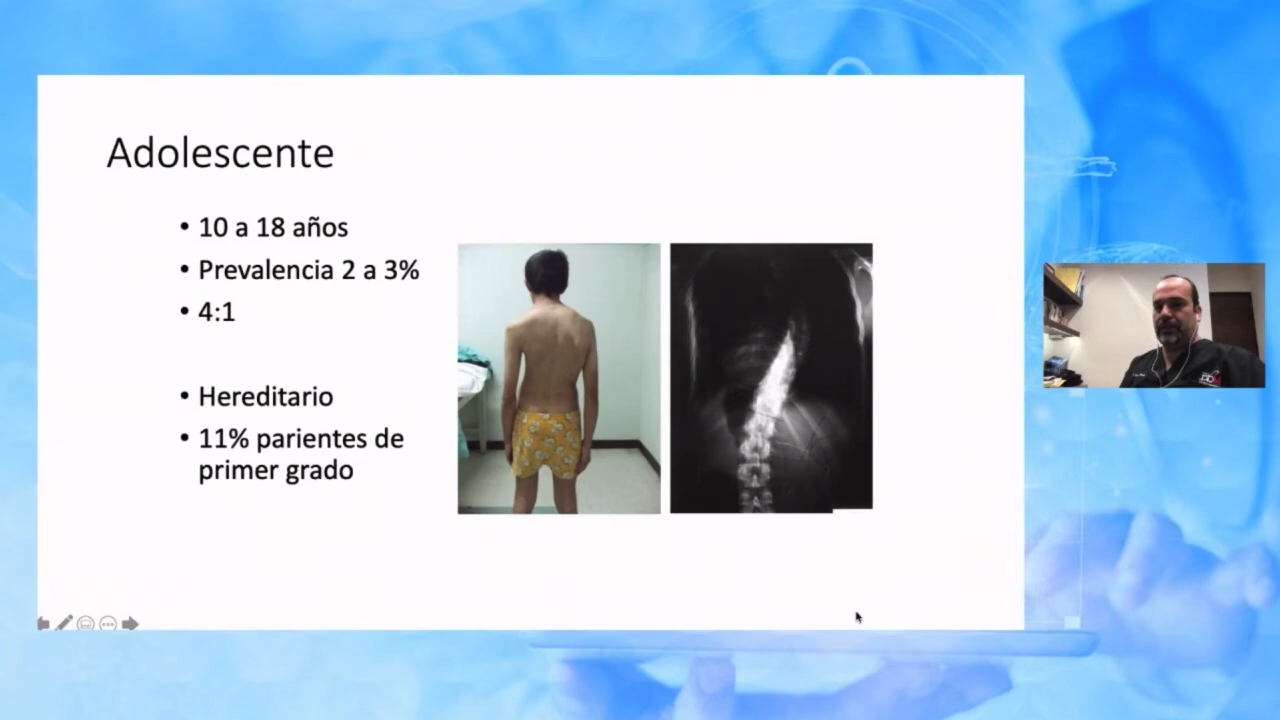 Adolescente
• 10 a 18 años
• Prevalencia 2 a 3%
• 4:1
• Hereditario
• 11% parientes de
primer grado